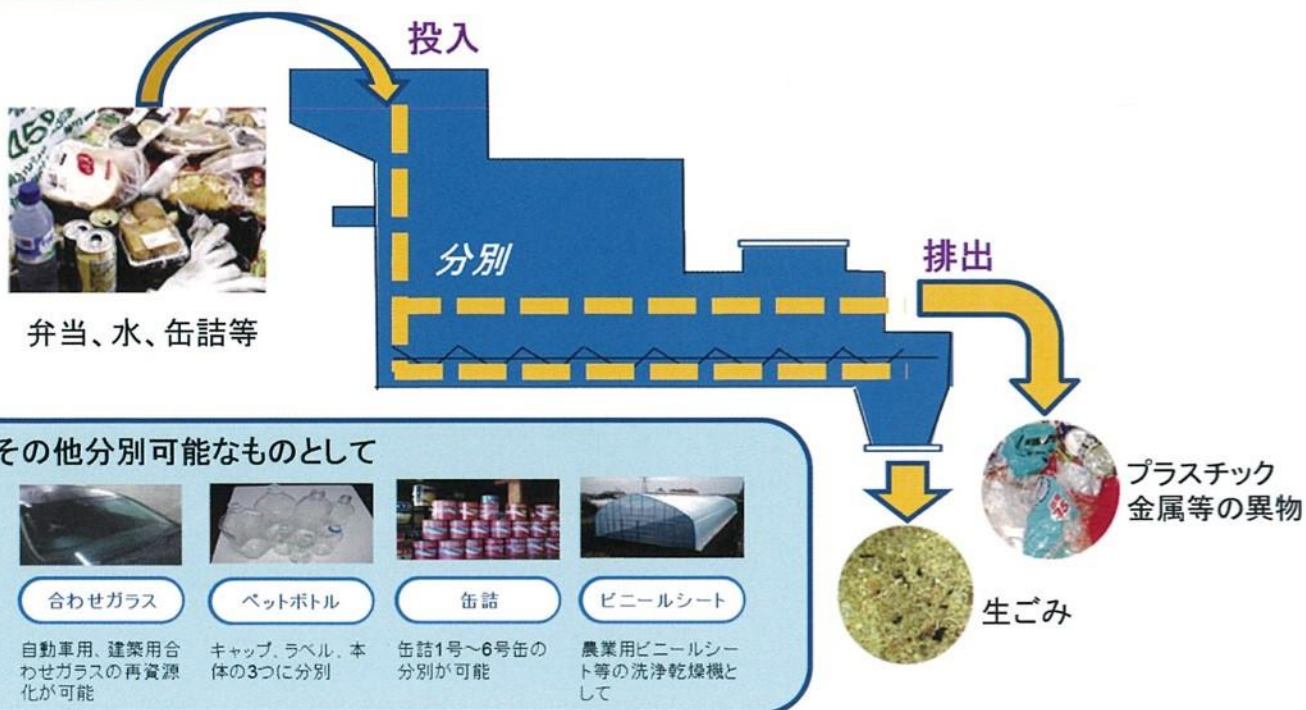 投入
分別
排出
弁当、水、缶詰等
プラスチック
金属等の異物
生ごみ
その他分別可能なものとして
合わせガラス
自動車用、建築用合
わせガラスの再資源
化が可能
ペットボトル
キャップ、ラベル、本
体の3つに分別
缶詰
缶詰1号～6号缶の
分別が可能
ビニールシート
農業用ビニールシー
ト等の洗浄乾燥機と
して